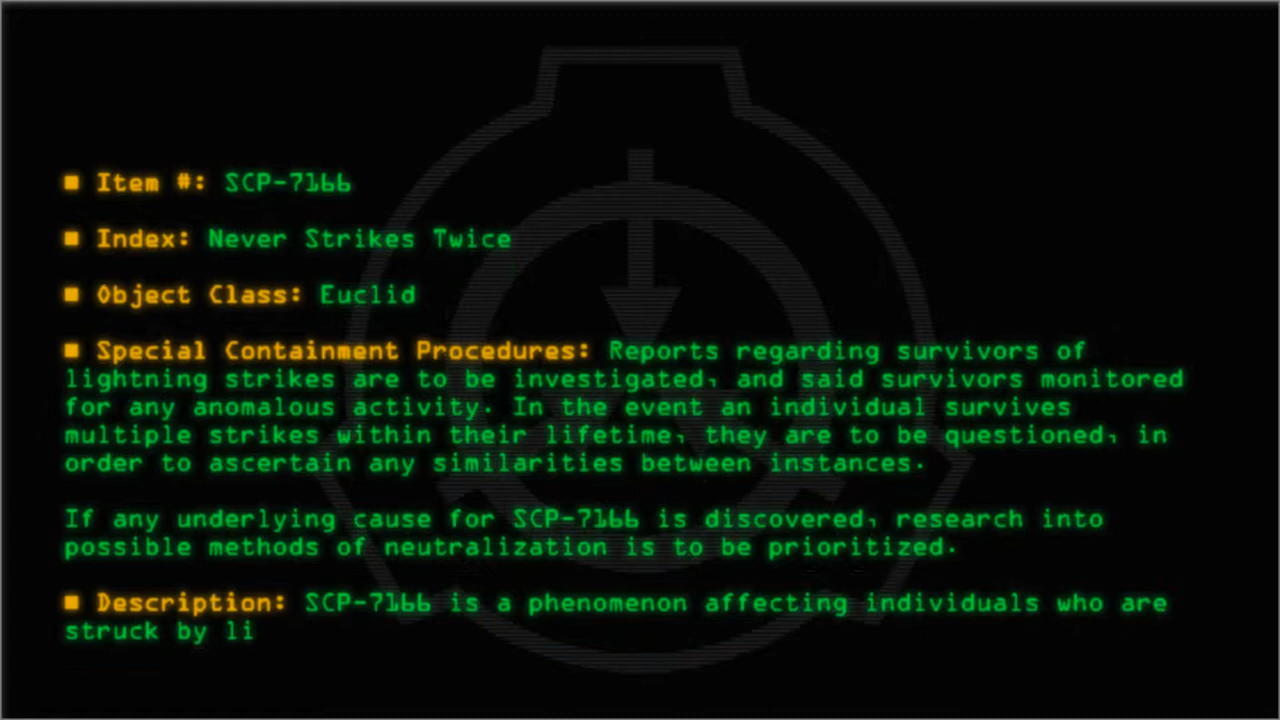 ■ Item #: SCP-7166
■ Index: Never Strikes Twice
■ Object Class: Euclid
■ Special Containment Procedures: Reports regarding survivors of
lightning strikes are to be investigated, and said survivors monitored
for any anomalous activity. In the event an individual survives
multiple strikes within their lifetime, they are to be questioned, in
order to ascertain any similarities between instances.
If any underlying cause for SCP-7166 is discovered, research into
possible methods of neutralization is to be prioritized.
■ Description: SCP-7166 is a phenomenon affecting individuals who are
struck by li